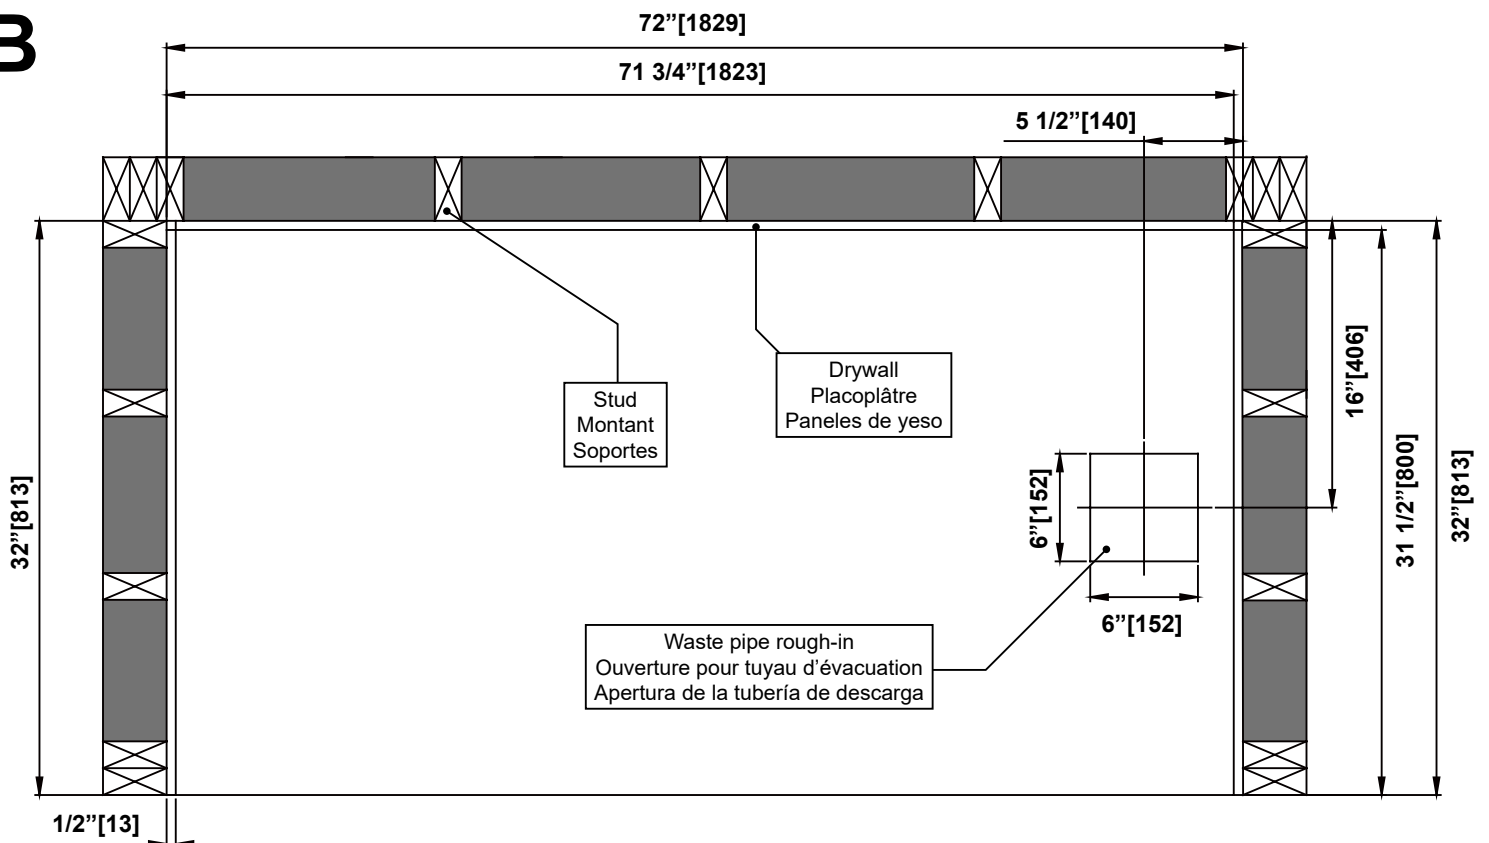 B
72”[1829]
71 3/4”[1823]
5 1/2”[140]
Stud
Montant
Soportes
Drywall
Placoplâtre
Paneles de yeso
16”[406]
31 1/2”[800]
32”[813]
32”[813]
6”[152]
6”[152]
Waste pipe rough-in
Ouverture pour tuyau d’évacuation
Apertura de la tubería de descarga
1/2”[13]